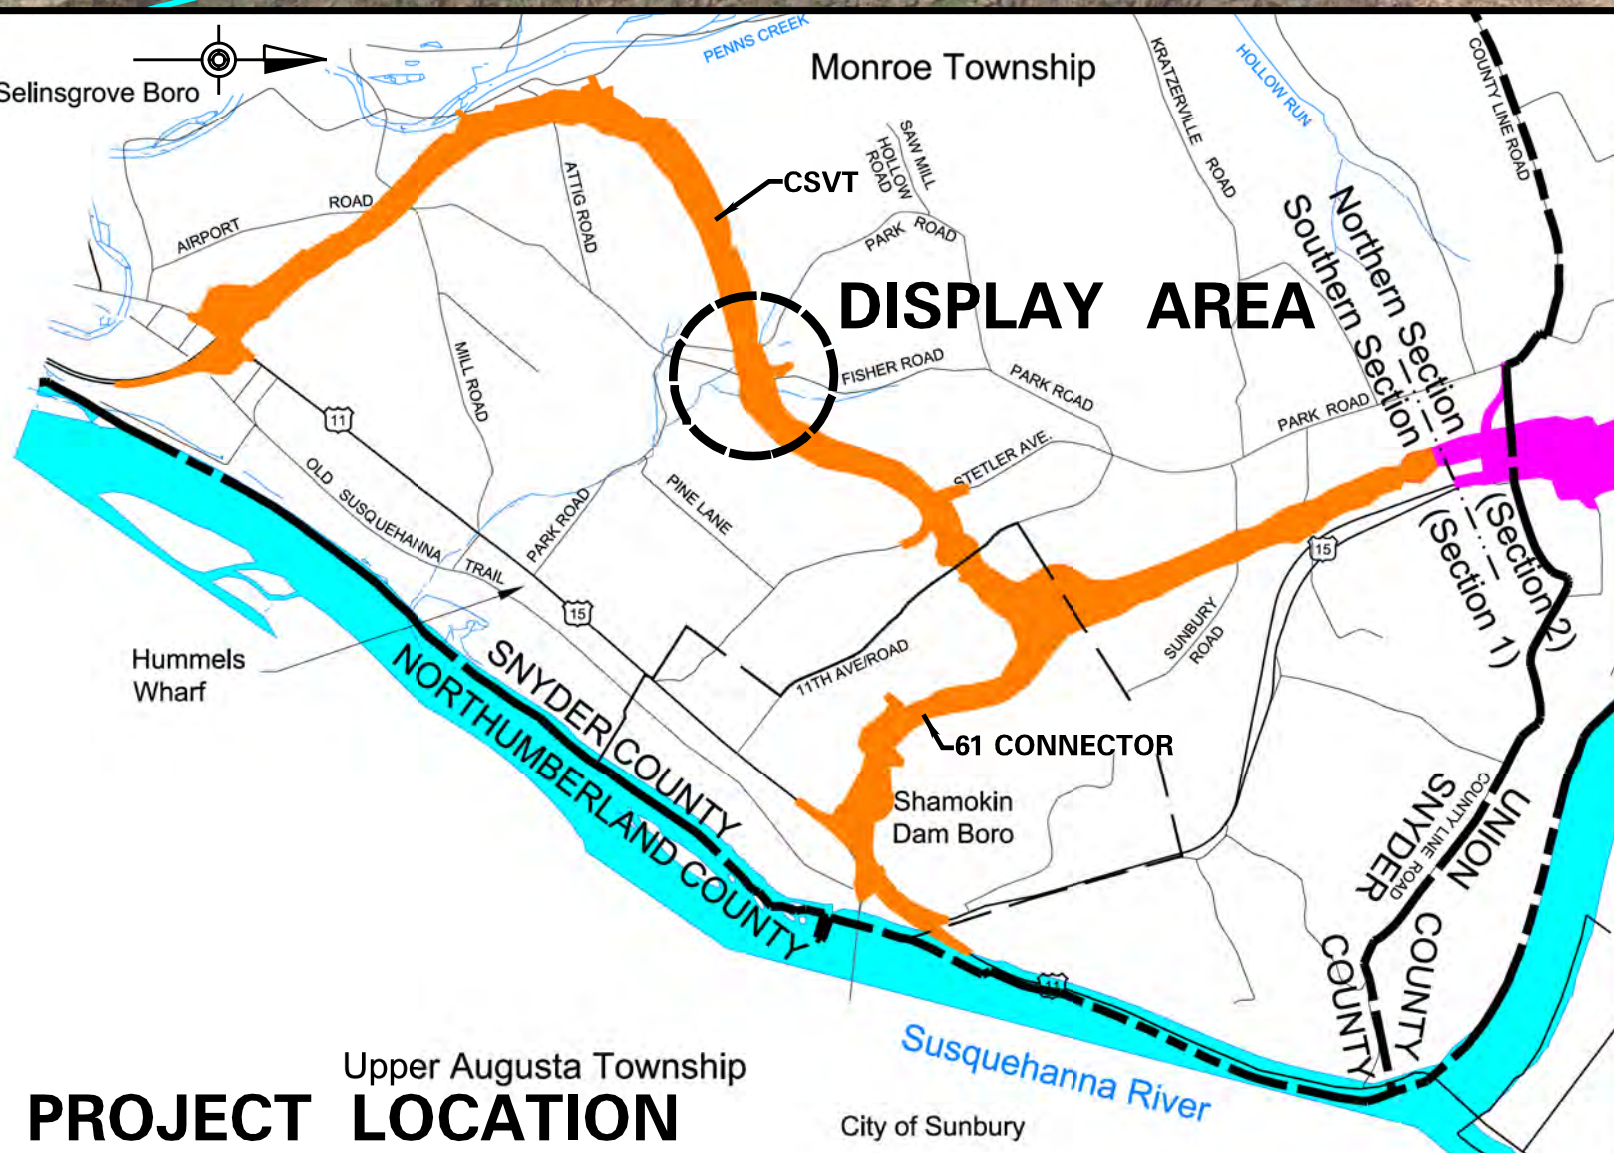 PENNS CREEK
Monroe Township
Selinsgrove Boro
KRATZERVILLE ROAD
HOLLOW RUN
COUNTY LINE ROAD
SAW MILL
HOLLOW
ROAD
CSVT
ATTIG ROAD
AIRPORT ROAD
PARK ROAD
Northern Section
Southern Section
DISPLAY AREA
MILL ROAD
FISHER ROAD
PARK ROAD
PARK ROAD
11
STETLER AVE.
OLD SUSQUEHANNA TRAIL
PARK ROAD
PINE LANE
15
(Section 2)
(Section 1)
15
Hummels
Wharf
SUNBURY
ROAD
11TH AVE/ROAD
SNYDER COUNTY
NORTHUMBERLAND COUNTY
61 CONNECTOR
Shamokin
Dam Boro
COUNTY LINE ROAD
SNYDER COUNTY
UNION COUNTY
11
Susquehanna River
Upper Augusta Township
PROJECT LOCATION
City of Sunbury